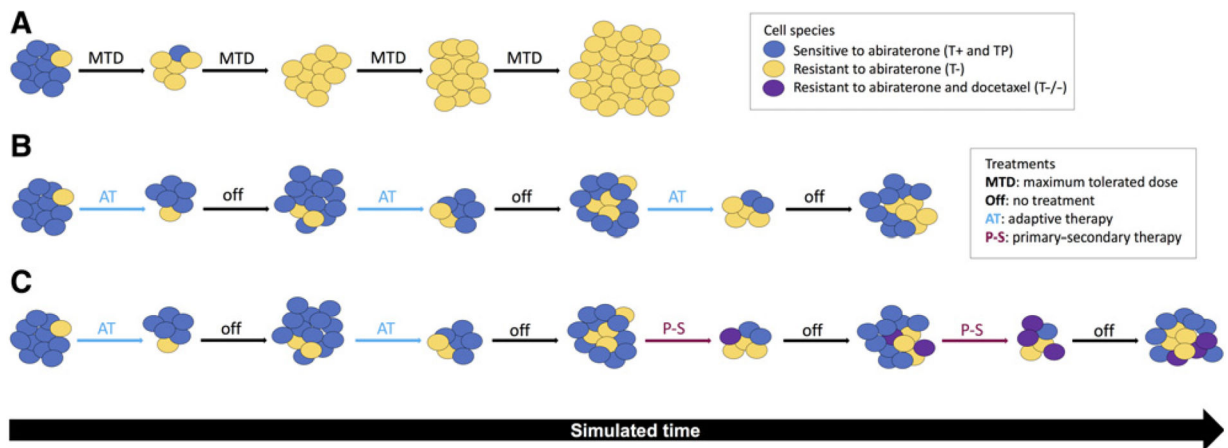 A
MTD MTD MTD MTD
Cell species
Sensitive to abiraterone (T+ and TP)
Resistant to abiraterone (T-)
Resistant to abiraterone and docetaxel (T-/-)
B
AT off AT off AT off
Treatments
MTD: maximum tolerated dose
Off: no treatment
AT: adaptive therapy
P-S: primary–secondary therapy
C
AT off AT off P-S off P-S off
Simulated time